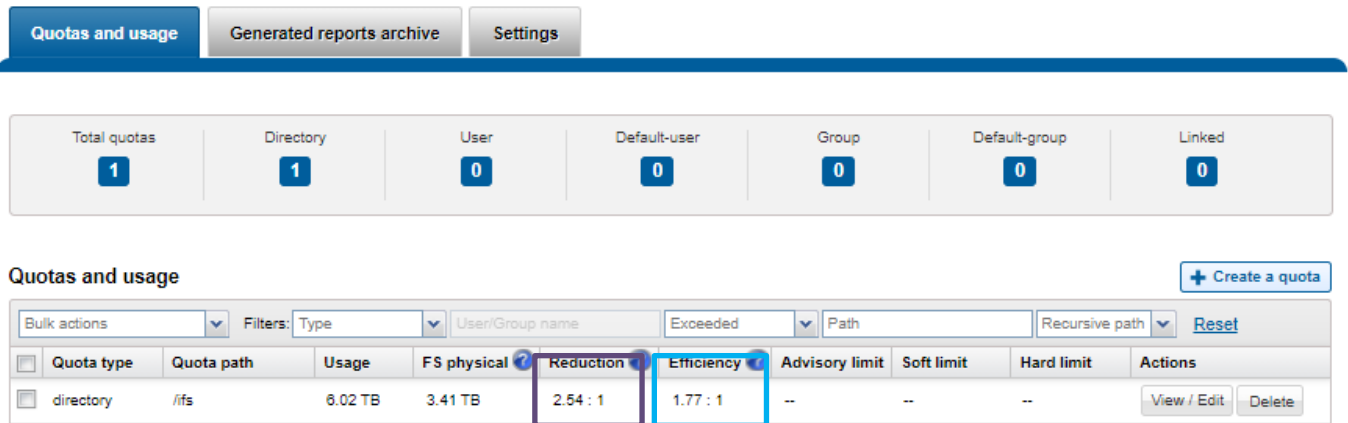 Quotas and usage Generated reports archive Settings
Total quotas Directory User Default-user Group Default-group Linked
1 1 0 0 0 0 0
Quotas and usage + Create a quota
Bulk actions Filters: Type User/Group name Exceeded Path Recursive path Reset
Quota type Quota path Usage FS physical ? Reduction Efficiency ? Advisory limit Soft limit Hard limit Actions
directory /ifs 6.02 TB 3.41 TB 2.54 : 1 1.77 : 1 -- -- -- View / Edit Delete